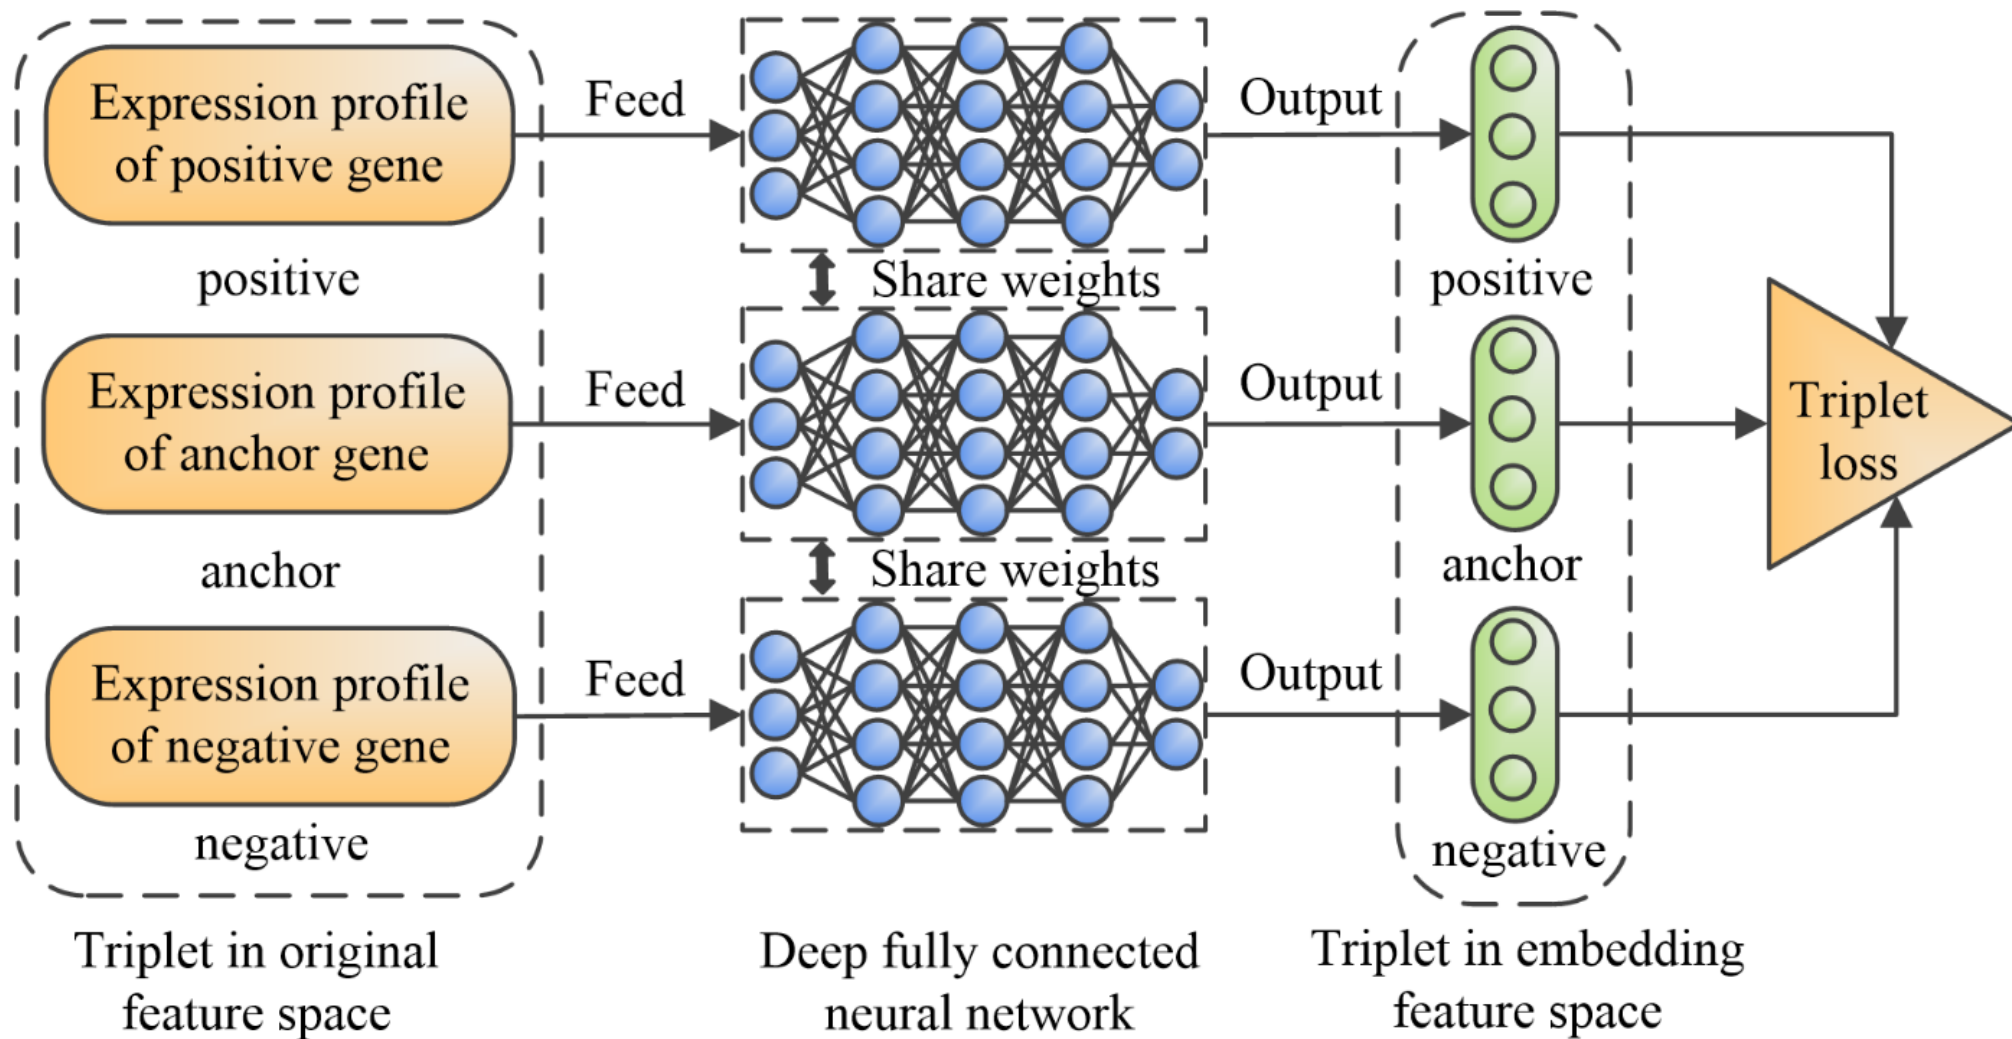 Expression profile
of positive gene
positive
Expression profile
of anchor gene
anchor
Expression profile
of negative gene
negative
Triplet in original
feature space
Feed
Feed
Feed
Share weights
Share weights
Deep fully connected
neural network
Output
Output
Output
positive
anchor
negative
Triplet in embedding
feature space
Triplet
loss